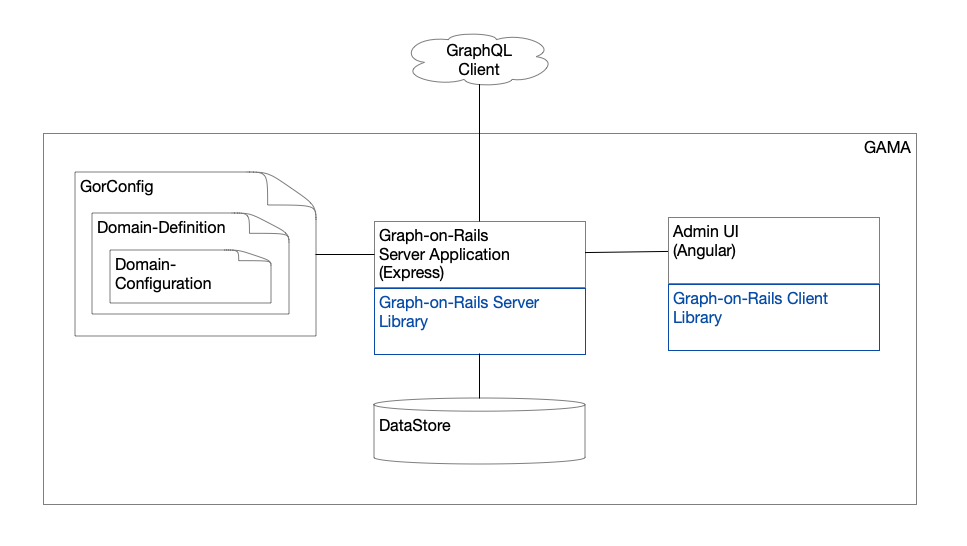 GraphQL
Client
GAMA
GorConfig
Domain-Definition
Domain-
Configuration
Graph-on-Rails
Server Application
(Express)
Graph-on-Rails Server
Library
Admin UI
(Angular)
Graph-on-Rails Client
Library
DataStore